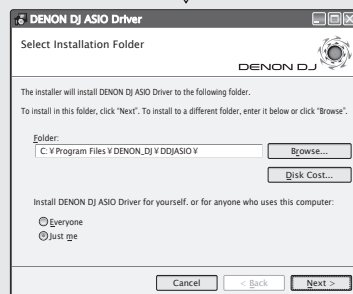 DENON DJ ASIO Driver
Select Installation Folder
DENON DJ
The installer will install DENON DJ ASIO Driver to the following folder.
To install in this folder, click "Next". To install to a different folder, enter it below or click "Browse".
Folder:
C: ¥ Program Files ¥ DENON_DJ ¥ DDJASIO ¥
Browse...
Disk Cost...
Install DENON DJ ASIO Driver for yourself. or for anyone who uses this computer:
Everyone
Just me
Cancel < Back Next >